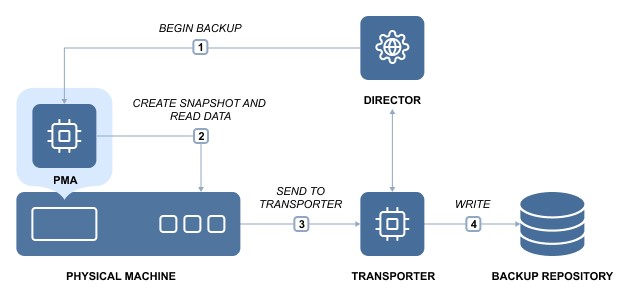 BEGIN BACKUP
1
DIRECTOR
CREATE SNAPSHOT AND
READ DATA
2
PMA
SEND TO
TRANSPORTER
3
WRITE
4
PHYSICAL MACHINE
TRANSPORTER
BACKUP REPOSITORY